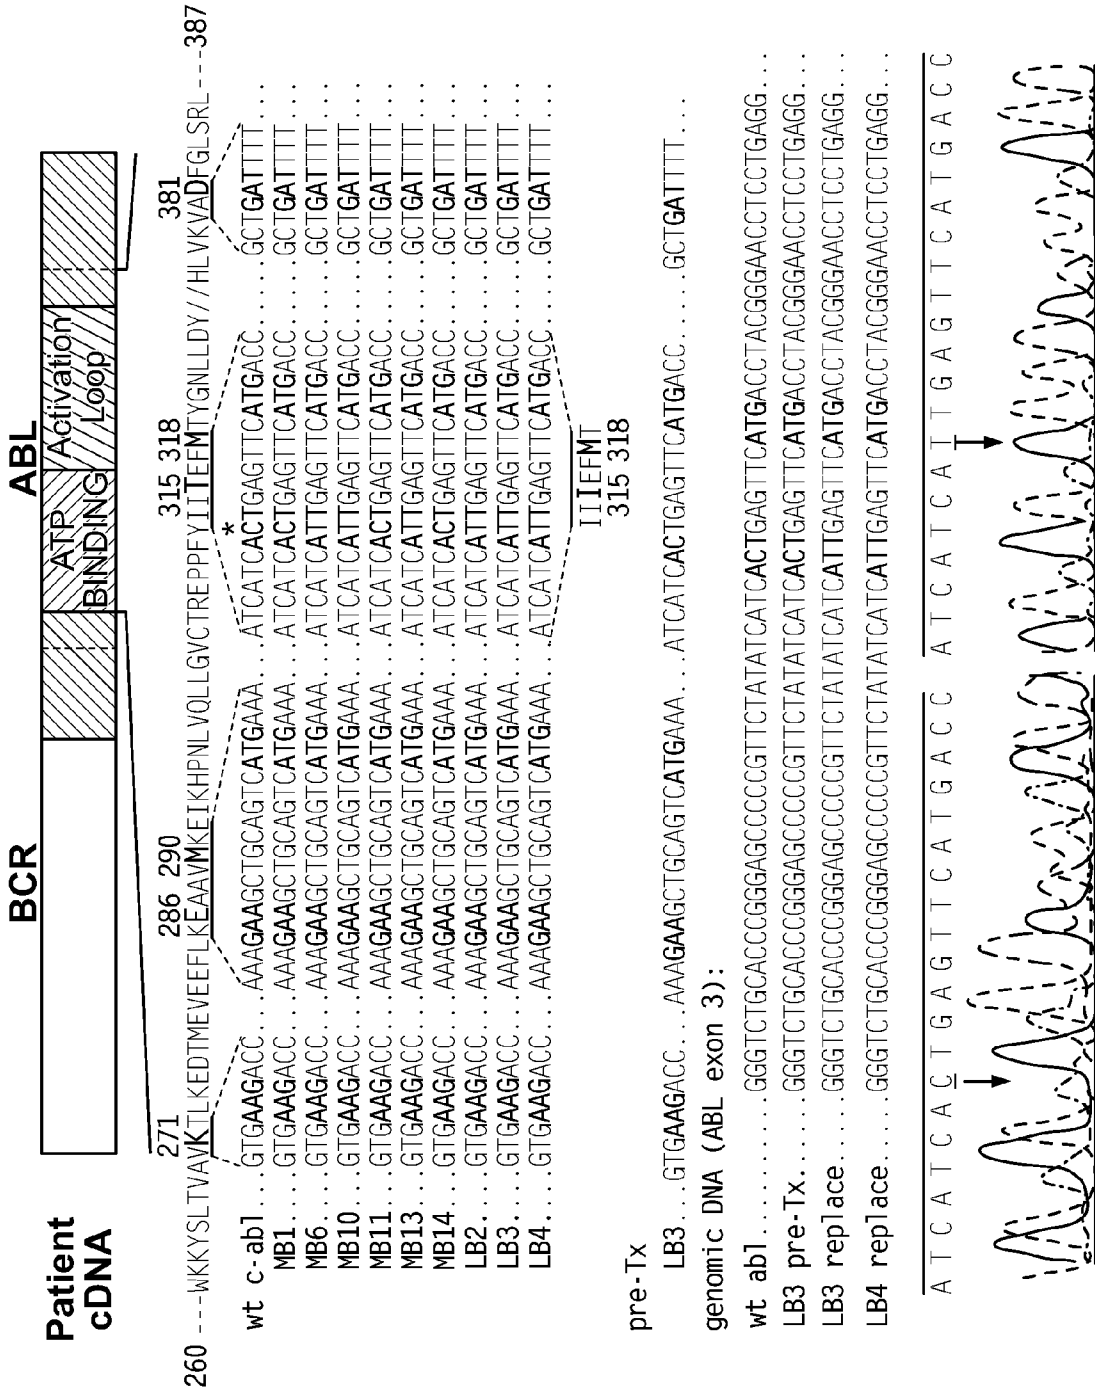 BCR
ABL
Patient
cDNA
ATP
BINDING
Activation
Loop
271
286 290
315 318
381
260 ---WKKYSLTVAVKTLKEDTMEVEEFLKEAAVMKEIKHPNLVQLLGVCTREPPFYIITEFMTYGNLLDY//HLVKVADFGLSRL---387
*
wt c-abl...GTGAAGACC...AAAGAAGCTGCAGTCATGAAA...ATCATCACTGAGTTCATGACC.....GCTGATTTT...
MB1....GTGAAGACC...AAAGAAGCTGCAGTCATGAAA...ATCATCACTGAGTTCATGACC.....GCTGATTTT...
MB6....GTGAAGACC...AAAGAAGCTGCAGTCATGAAA...ATCATCATTGAGTTCATGACC.....GCTGATTTT...
MB10...GTGAAGACC...AAAGAAGCTGCAGTCATGAAA...ATCATCATTGAGTTCATGACC.....GCTGATTTT...
MB11...GTGAAGACC...AAAGAAGCTGCAGTCATGAAA...ATCATCACTGAGTTCATGACC.....GCTGATTTT...
MB13...GTGAAGACC...AAAGAAGCTGCAGTCATGAAA...ATCATCATTGAGTTCATGACC.....GCTGATTTT...
MB14...GTGAAGACC...AAAGAAGCTGCAGTCATGAAA...ATCATCACTGAGTTCATGACC.....GCTGATTTT...
LB2....GTGAAGACC...AAAGAAGCTGCAGTCATGAAA...ATCATCATTGAGTTCATGACC.....GCTGATTTT...
LB3....GTGAAGACC...AAAGAAGCTGCAGTCATGAAA...ATCATCATTGAGTTCATGACC.....GCTGATTTT...
LB4....GTGAAGACC...AAAGAAGCTGCAGTCATGAAA...ATCATCATTGAGTTCATGACC.....GCTGATTTT...
IIIEFMT
315 318
pre-Tx
LB3...GTGAAGACC...AAAGAAGCTGCAGTCATGAAA...ATCATCACTGAGTTCATGACC.....GCTGATTTT...
genomic DNA (ABL exon 3):
wt abl........GGGTCTGCACCCGGGAGCCCCCGTTCTATATCATCACTGAGTTCATGACCTACGGGAACCTCCTGAGG...
LB3 pre-Tx.....GGGTCTGCACCCGGGAGCCCCCGTTCTATATCATCACTGAGTTCATGACCTACGGGAACCTCCTGAGG...
LB3 replace....GGGTCTGCACCCGGGAGCCCCCGTTCTATATCATCATTGAGTTCATGACCTACGGGAACCTCCTGAGG...
LB4 replace....GGGTCTGCACCCGGGAGCCCCCGTTCTATATCATCATTGAGTTCATGACCTACGGGAACCTCCTGAGG...
A T C A T C A C T G A G T T C A T G A C C
A T C A T C A T T G A G T T C A T G A C C